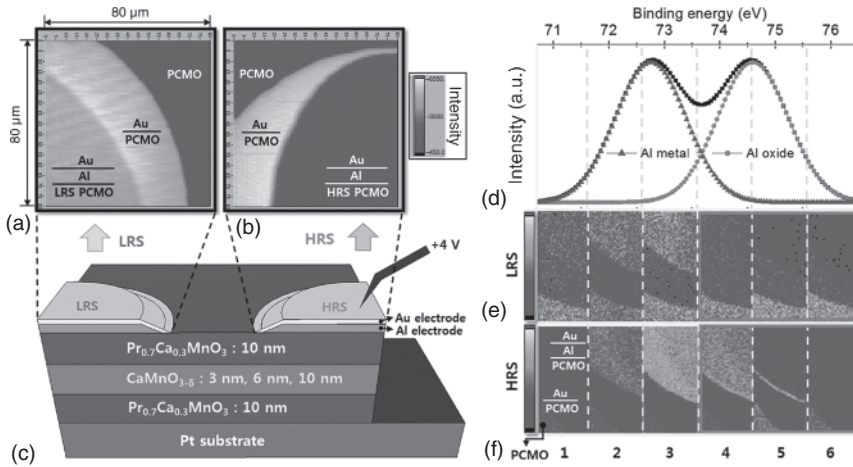 80 μm
80 μm
PCMO
Au
PCMO
Au
Al
LRS PCMO
(a)
PCMO
Au
PCMO
Au
Al
HRS PCMO
(b)
Intensity
LRS
HRS
+4 V
LRS
HRS
Au electrode
Al electrode
Pr0.7Ca0.3MnO3 : 10 nm
CaMnO3-δ : 3 nm, 6 nm, 10 nm
Pr0.7Ca0.3MnO3 : 10 nm
Pt substrate
(c)
Binding energy (eV)
71 72 73 74 75 76
Intensity (a.u.)
Al metal
Al oxide
(d)
LRS
(e)
HRS
Au
Al
PCMO
Au
PCMO
(f)
PCMO 1 2 3 4 5 6